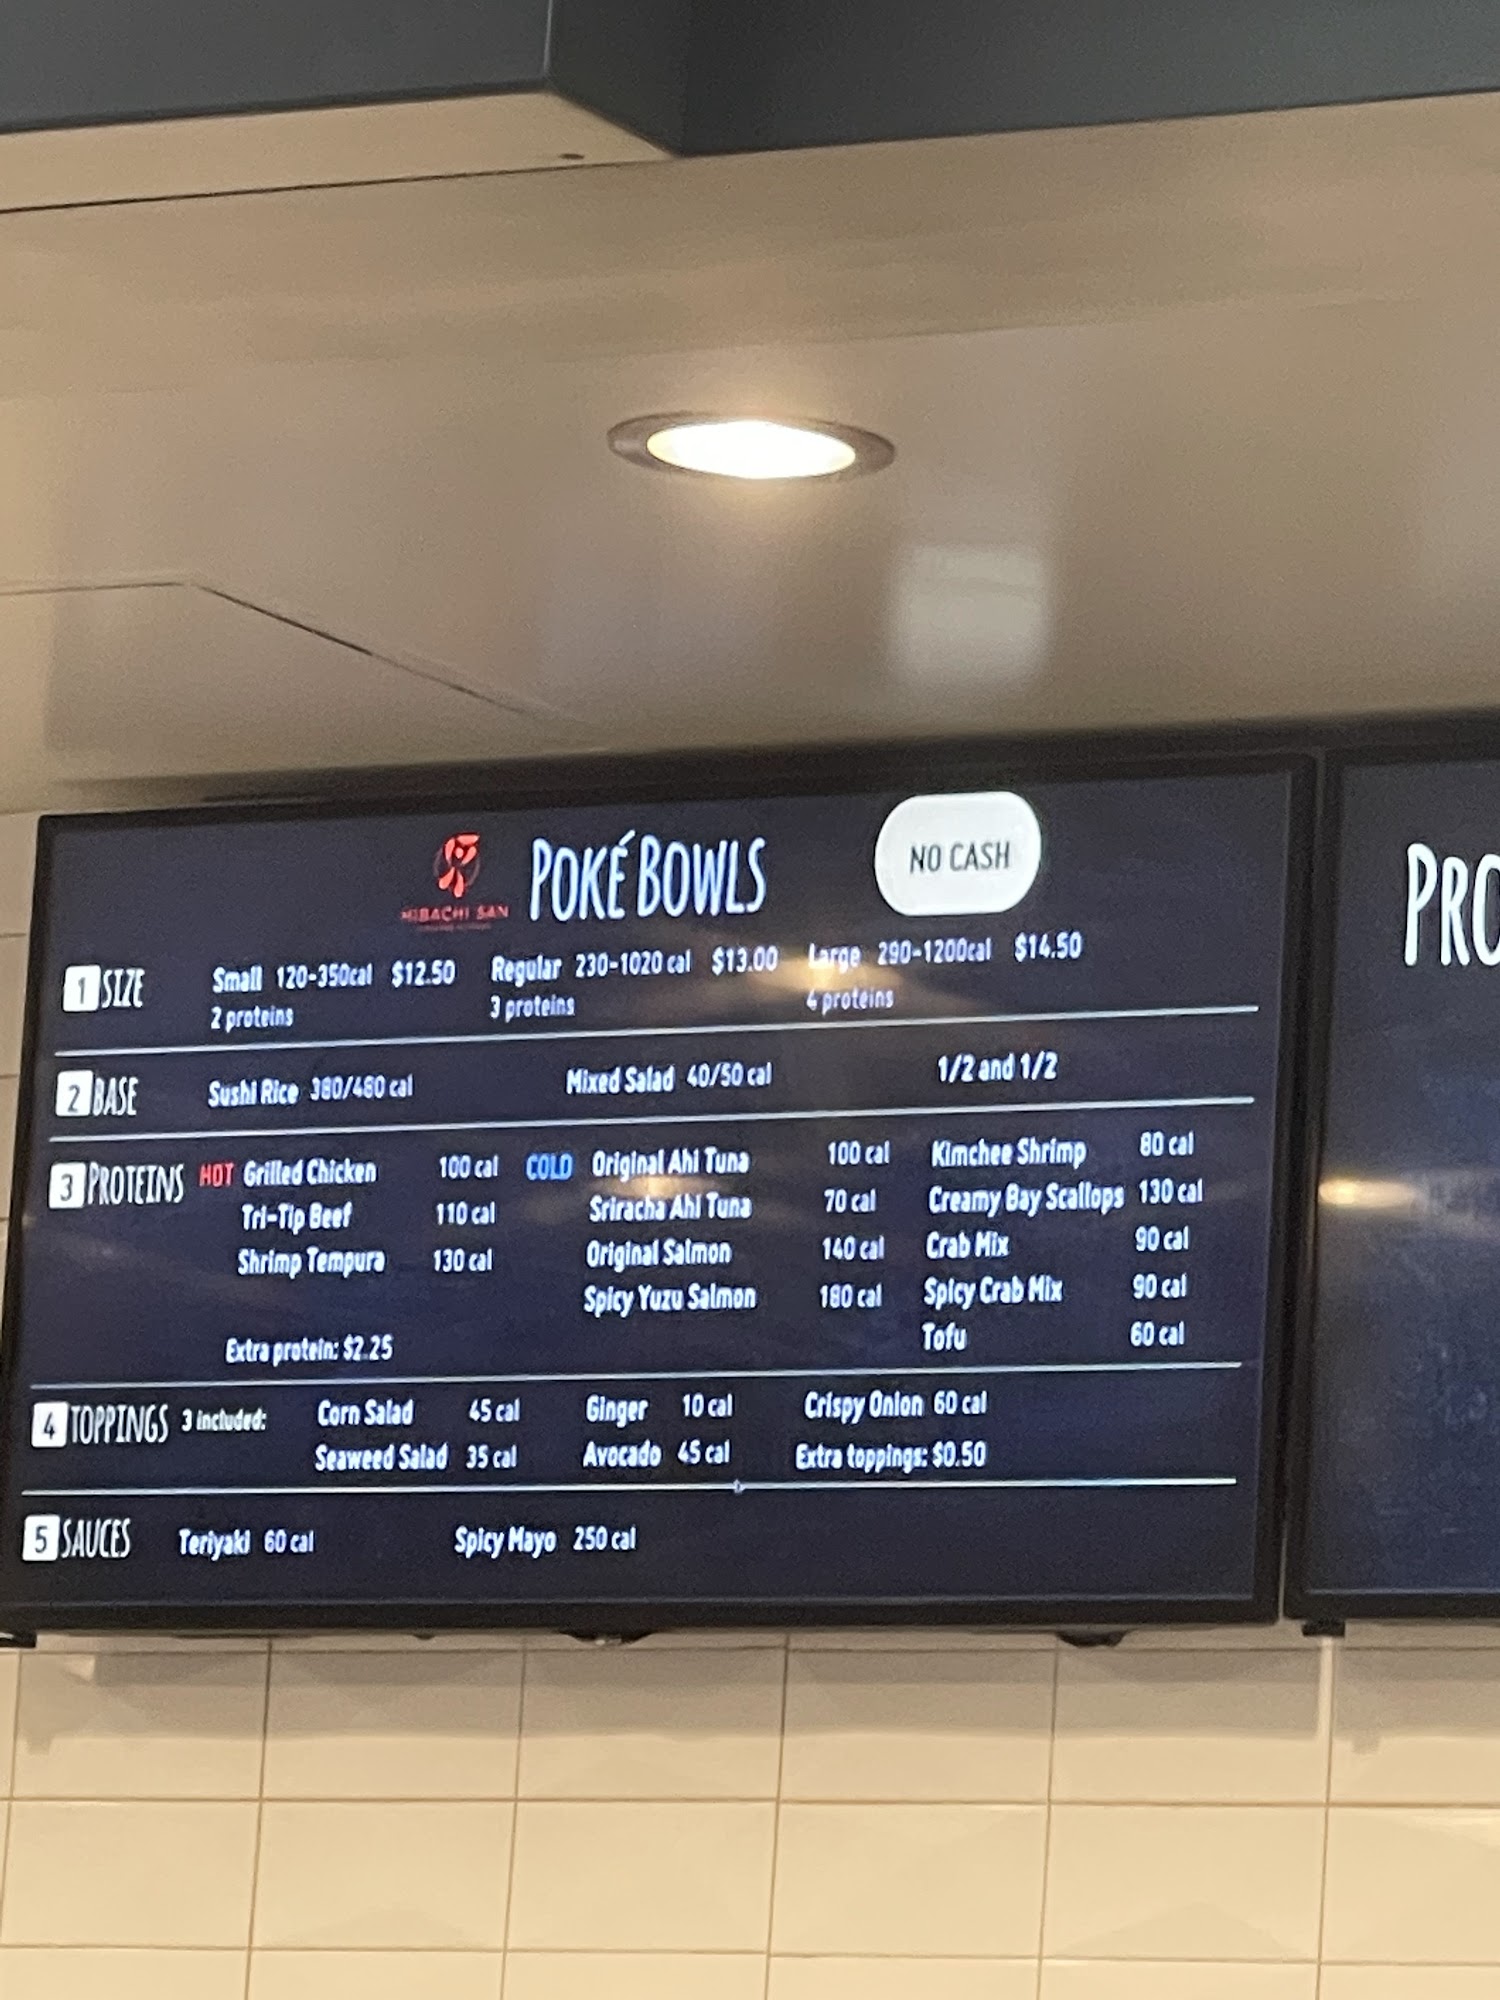 HIBACHI SAN
POKÉ BOWLS
NO CASH
1 SIZE
Small 120-350cal $12.50
2 proteins
Regular 230-1020 cal $13.00
3 proteins
Large 290-1200cal $14.50
4 proteins
2 BASE
Sushi Rice 380/480 cal
Mixed Salad 40/50 cal
1/2 and 1/2
3 PROTEINS
HOT
Grilled Chicken 100 cal
Tri-Tip Beef 110 cal
Shrimp Tempura 130 cal
Extra protein: $2.25
COLD
Original Ahi Tuna 100 cal
Sriracha Ahi Tuna 70 cal
Original Salmon 140 cal
Spicy Yuzu Salmon 180 cal
Kimchee Shrimp 80 cal
Creamy Bay Scallops 130 cal
Crab Mix 90 cal
Spicy Crab Mix 90 cal
Tofu 60 cal
4 TOPPINGS 3 included:
Corn Salad 45 cal
Seaweed Salad 35 cal
Ginger 10 cal
Avocado 45 cal
Crispy Onion 60 cal
Extra toppings: $0.50
5 SAUCES
Teriyaki 60 cal
Spicy Mayo 250 cal
PRO